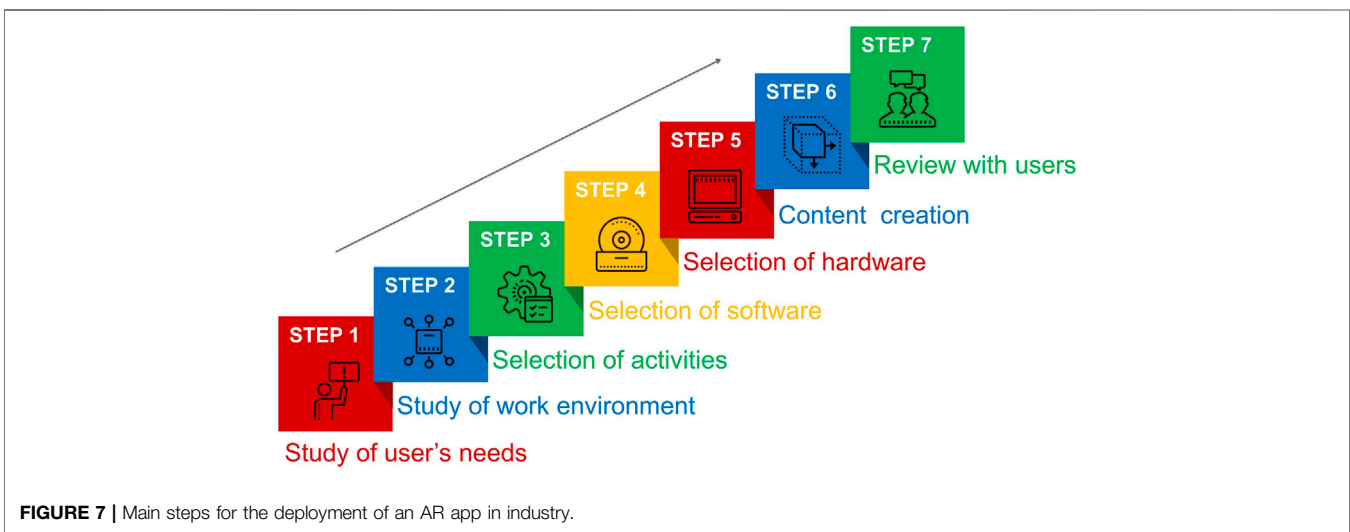 STEP 1
Study of user's needs
STEP 2
Study of work environment
STEP 3
Selection of activities
STEP 4
Selection of software
STEP 5
Selection of hardware
STEP 6
Content creation
STEP 7
Review with users
FIGURE 7 | Main steps for the deployment of an AR app in industry.